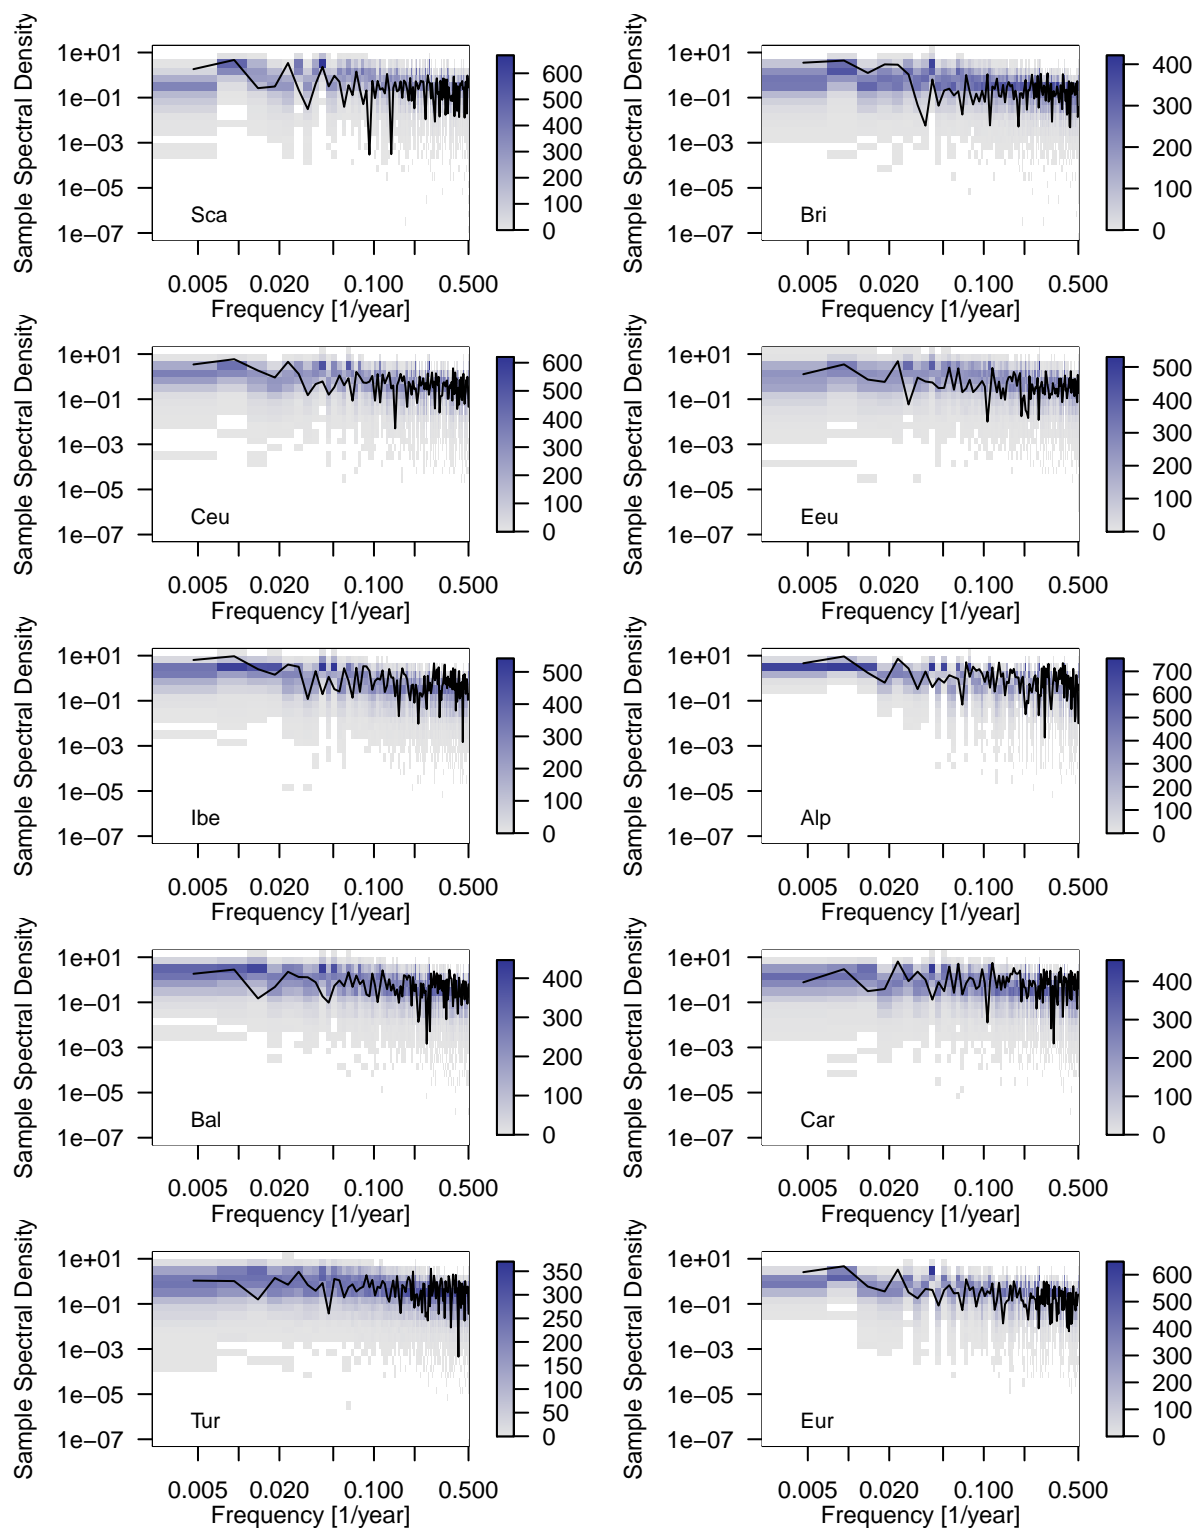 Sample Spectral Density
1e+01
1e−01
1e−03
1e−05
1e−07
Sca
0.005 0.020 0.100 0.500
Frequency [1/year]
600
500
400
300
200
100
0
Sample Spectral Density
1e+01
1e−01
1e−03
1e−05
1e−07
Bri
0.005 0.020 0.100 0.500
Frequency [1/year]
400
300
200
100
0
Sample Spectral Density
1e+01
1e−01
1e−03
1e−05
1e−07
Ceu
0.005 0.020 0.100 0.500
Frequency [1/year]
600
500
400
300
200
100
0
Sample Spectral Density
1e+01
1e−01
1e−03
1e−05
1e−07
Eeu
0.005 0.020 0.100 0.500
Frequency [1/year]
500
400
300
200
100
0
Sample Spectral Density
1e+01
1e−01
1e−03
1e−05
1e−07
Ibe
0.005 0.020 0.100 0.500
Frequency [1/year]
500
400
300
200
100
0
Sample Spectral Density
1e+01
1e−01
1e−03
1e−05
1e−07
Alp
0.005 0.020 0.100 0.500
Frequency [1/year]
700
600
500
400
300
200
100
0
Sample Spectral Density
1e+01
1e−01
1e−03
1e−05
1e−07
Bal
0.005 0.020 0.100 0.500
Frequency [1/year]
400
300
200
100
0
Sample Spectral Density
1e+01
1e−01
1e−03
1e−05
1e−07
Car
0.005 0.020 0.100 0.500
Frequency [1/year]
400
300
200
100
0
Sample Spectral Density
1e+01
1e−01
1e−03
1e−05
1e−07
Tur
0.005 0.020 0.100 0.500
Frequency [1/year]
350
300
250
200
150
100
50
0
Sample Spectral Density
1e+01
1e−01
1e−03
1e−05
1e−07
Eur
0.005 0.020 0.100 0.500
Frequency [1/year]
600
500
400
300
200
100
0